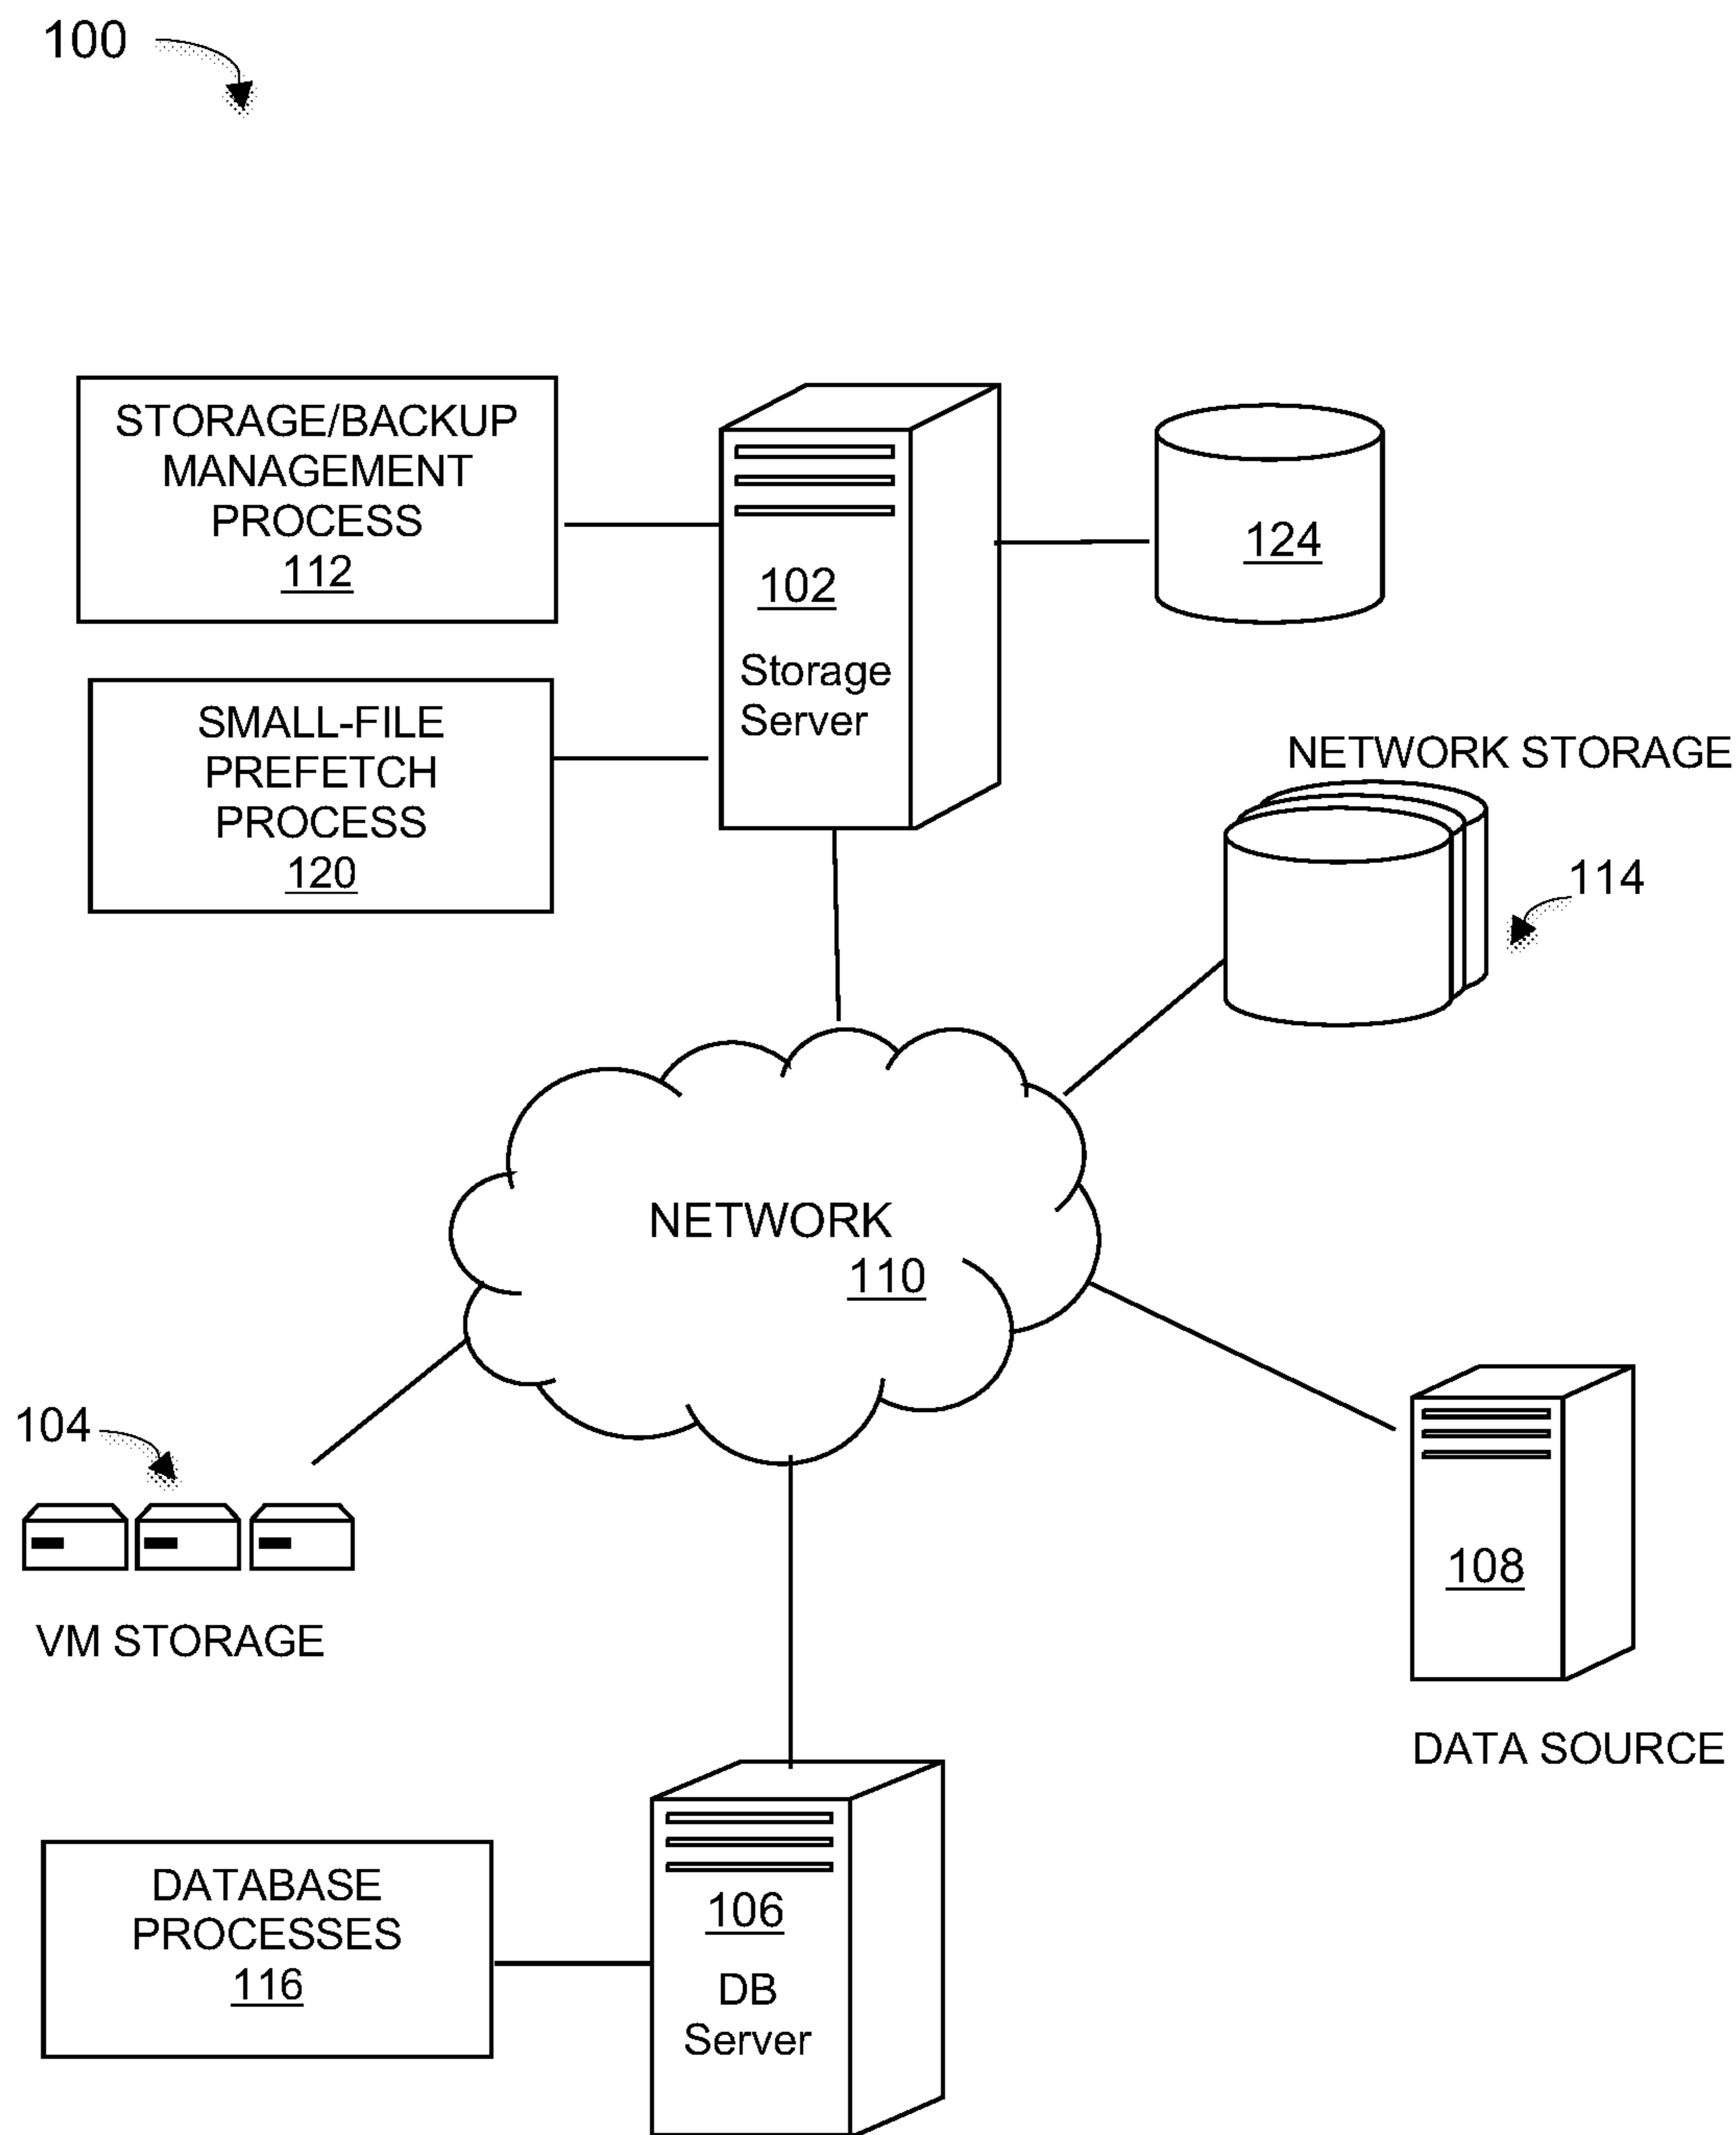 100
STORAGE/BACKUP
MANAGEMENT
PROCESS
112
102
Storage
Server
124
SMALL-FILE
PREFETCH
PROCESS
120
NETWORK STORAGE
114
NETWORK
110
104
VM STORAGE
108
DATA SOURCE
DATABASE
PROCESSES
116
106
DB
Server